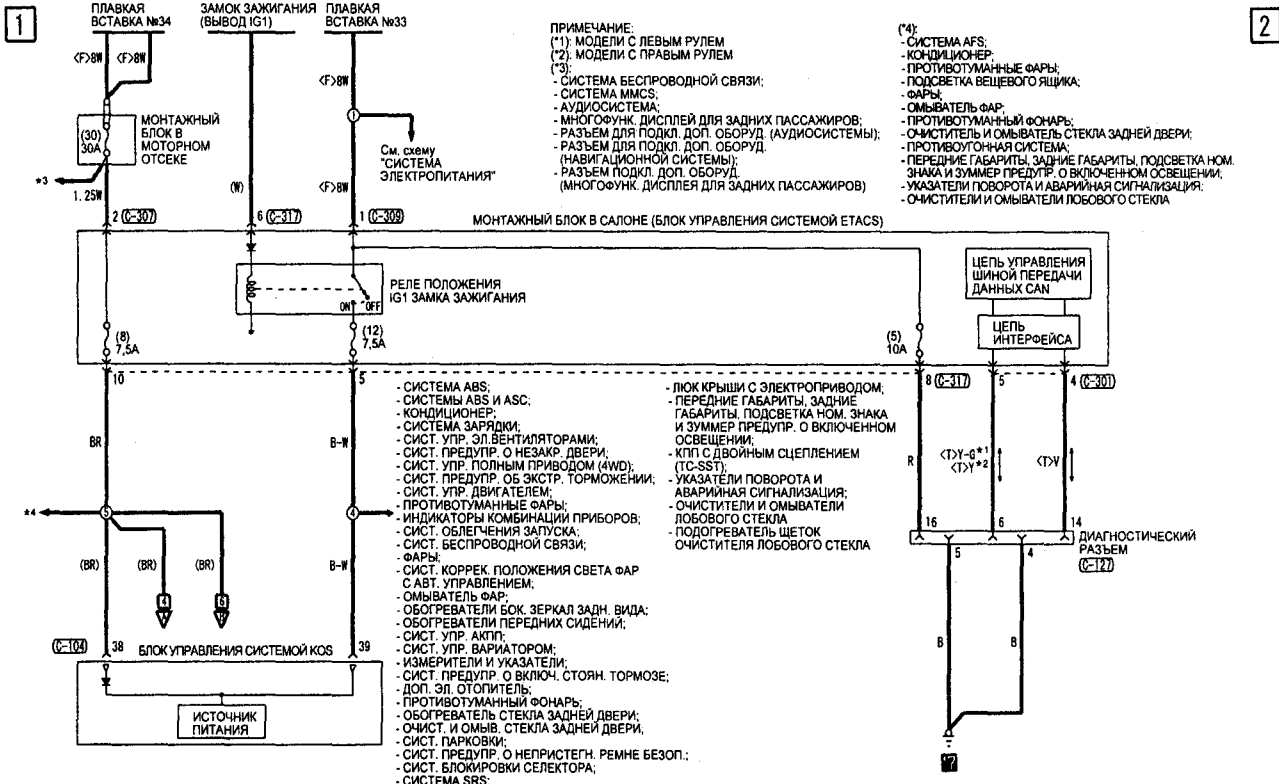 1
ПЛАВКАЯ
ВСТАВКА №34
ЗАМОК ЗАЖИГАНИЯ
(ВЫВОД IG1)
ПЛАВКАЯ
ВСТАВКА №33
2
<F>8W
<F>8W
<F>8W
ПРИМЕЧАНИЕ:
(*1): МОДЕЛИ С ЛЕВЫМ РУЛЕМ
(*2): МОДЕЛИ С ПРАВЫМ РУЛЕМ
(*3):
- СИСТЕМА БЕСПРОВОДНОЙ СВЯЗИ;
- СИСТЕМА MMCS;
- АУДИОСИСТЕМА;
- МНОГОФУНК. ДИСПЛЕЙ ДЛЯ ЗАДНИХ ПАССАЖИРОВ;
- РАЗЪЕМ ДЛЯ ПОДКЛ. ДОП. ОБОРУД. (АУДИОСИСТЕМЫ);
- РАЗЪЕМ ДЛЯ ПОДКЛ. ДОП. ОБОРУД.
(НАВИГАЦИОННОЙ СИСТЕМЫ);
- РАЗЪЕМ ПОДКЛ. ДОП. ОБОРУД.
(МНОГОФУНК. ДИСПЛЕЯ ДЛЯ ЗАДНИХ ПАССАЖИРОВ)
(*4):
- СИСТЕМА AFS;
- КОНДИЦИОНЕР;
- ПРОТИВОТУМАННЫЕ ФАРЫ;
- ПОДСВЕТКА ВЕЩЕВОГО ЯЩИКА;
- ФАРЫ;
- ОМЫВАТЕЛЬ ФАР;
- ПРОТИВОТУМАННЫЙ ФОНАРЬ;
- ОЧИСТИТЕЛЬ И ОМЫВАТЕЛЬ СТЕКЛА ЗАДНЕЙ ДВЕРИ;
- ПРОТИВОУГОННАЯ СИСТЕМА;
- ПЕРЕДНИЕ ГАБАРИТЫ, ЗАДНИЕ ГАБАРИТЫ, ПОДСВЕТКА НОМ.
ЗНАКА И ЗУММЕР ПРЕДУПР. О ВКЛЮЧЕННОМ ОСВЕЩЕНИИ;
- УКАЗАТЕЛИ ПОВОРОТА И АВАРИЙНАЯ СИГНАЛИЗАЦИЯ;
- ОЧИСТИТЕЛИ И ОМЫВАТЕЛИ ЛОБОВОГО СТЕКЛА
(30)
30A
МОНТАЖНЫЙ
БЛОК В
МОТОРНОМ
ОТСЕКЕ
*3
1.25W
(W)
1
См. схему
"СИСТЕМА
ЭЛЕКТРОПИТАНИЯ"
<F>8W
2 (C-307)
6 (C-317)
1 (C-309)
МОНТАЖНЫЙ БЛОК В САЛОНЕ (БЛОК УПРАВЛЕНИЯ СИСТЕМОЙ ETACS)
РЕЛЕ ПОЛОЖЕНИЯ
IG1 ЗАМКА ЗАЖИГАНИЯ
ON OFF
ЦЕПЬ УПРАВЛЕНИЯ
ШИНОЙ ПЕРЕДАЧИ
ДАННЫХ CAN
ЦЕПЬ
ИНТЕРФЕЙСА
(8)
7,5A
(12)
7,5A
(5)
10A
10
5
8 (C-317)
5
4 (C-301)
BR
B-W
R
<T>Y-G*1
<T>Y*2
<T>V
- СИСТЕМА ABS;
- СИСТЕМЫ ABS И ASC;
- КОНДИЦИОНЕР;
- СИСТЕМА ЗАРЯДКИ;
- СИСТ. УПР. ЭЛ.ВЕНТИЛЯТОРАМИ;
- СИСТ. ПРЕДУПР. О НЕЗАКР. ДВЕРИ;
- СИСТ. УПР. ПОЛНЫМ ПРИВОДОМ (4WD);
- СИСТ. ПРЕДУПР. ОБ ЭКСТР. ТОРМОЖЕНИИ;
- СИСТ. УПР. ДВИГАТЕЛЕМ;
- ПРОТИВОТУМАННЫЕ ФАРЫ;
- ИНДИКАТОРЫ КОМБИНАЦИИ ПРИБОРОВ;
- СИСТ. ОБЛЕГЧЕНИЯ ЗАПУСКА;
- СИСТ. БЕСПРОВОДНОЙ СВЯЗИ;
- ФАРЫ;
- СИСТ. КОРРЕК. ПОЛОЖЕНИЯ СВЕТА ФАР
С АВТ. УПРАВЛЕНИЕМ;
- ОМЫВАТЕЛЬ ФАР;
- ОБОГРЕВАТЕЛИ БОК. ЗЕРКАЛ ЗАДН. ВИДА;
- ОБОГРЕВАТЕЛИ ПЕРЕДНИХ СИДЕНИЙ;
- СИСТ. УПР. АКПП;
- СИСТ. УПР. ВАРИАТОРОМ;
- ИЗМЕРИТЕЛИ И УКАЗАТЕЛИ;
- СИСТ. ПРЕДУПР. О ВКЛЮЧ. СТОЯН. ТОРМОЗЕ;
- ДОП. ЭЛ. ОТОПИТЕЛЬ;
- ПРОТИВОТУМАННЫЙ ФОНАРЬ;
- ОБОГРЕВАТЕЛЬ СТЕКЛА ЗАДНЕЙ ДВЕРИ;
- ОЧИСТ. И ОМЫВ. СТЕКЛА ЗАДНЕЙ ДВЕРИ,
- СИСТ. ПАРКОВКИ;
- СИСТ. ПРЕДУПР. О НЕПРИСТЕГН. РЕМНЕ БЕЗОП.;
- СИСТ. БЛОКИРОВКИ СЕЛЕКТОРА;
- СИСТЕМА SRS;
- ЛЮК КРЫШИ С ЭЛЕКТРОПРИВОДОМ;
- ПЕРЕДНИЕ ГАБАРИТЫ, ЗАДНИЕ
ГАБАРИТЫ, ПОДСВЕТКА НОМ. ЗНАКА
И ЗУММЕР ПРЕДУПР. О ВКЛЮЧЕННОМ
ОСВЕЩЕНИИ;
- КПП С ДВОЙНЫМ СЦЕПЛЕНИЕМ
(TC-SST);
- УКАЗАТЕЛИ ПОВОРОТА И
АВАРИЙНАЯ СИГНАЛИЗАЦИЯ;
- ОЧИСТИТЕЛИ И ОМЫВАТЕЛИ
ЛОБОВОГО СТЕКЛА
- ПОДОГРЕВАТЕЛЬ ЩЕТОК
ОЧИСТИТЕЛЯ ЛОБОВОГО СТЕКЛА
*4
5
4
(BR)
(BR)
(BR)
B-W
4
6
16
6
14
5
4
ДИАГНОСТИЧЕСКИЙ
РАЗЪЕМ
(C-127)
B
B
(C-104)
38
БЛОК УПРАВЛЕНИЯ СИСТЕМОЙ KOS
39
ИСТОЧНИК
ПИТАНИЯ